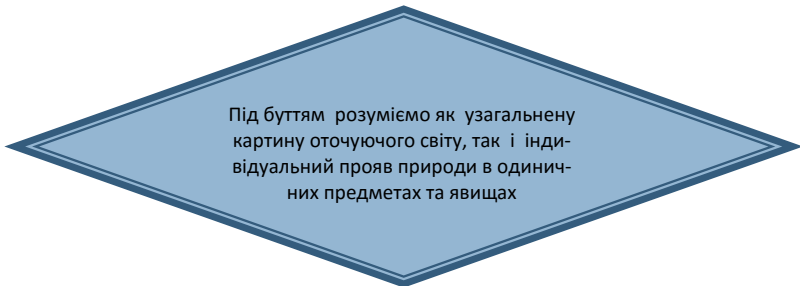 Під буттям розуміємо як узагальнену
картину оточуючого світу, так і інди-
відуальний прояв природи в одинич-
них предметах та явищах